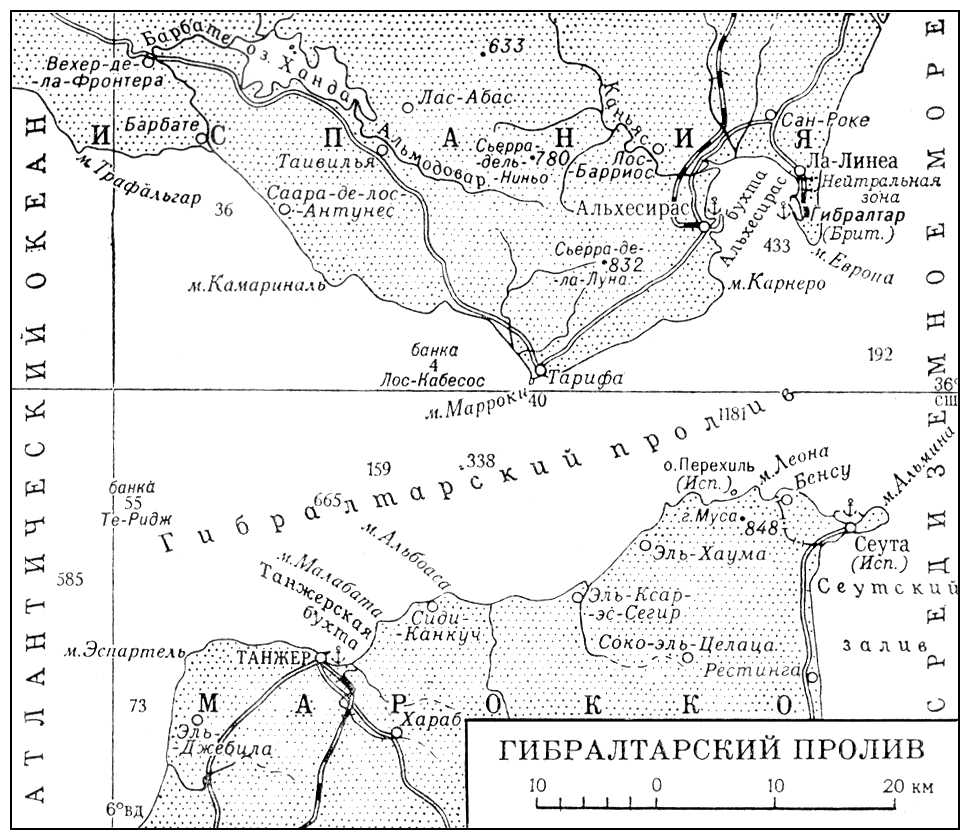 Барбате
оз. Ханда
633
Вехер-де-
-ла-Фронтера
Лас-Абас
Каньяс
Сан-Роке
Барбате
ИСПАНИЯ
м. Трафальгар
Таивилья
Альмодовар
Сьерра-
-дель-
-Ниньо
780
Лос-
-Барриос
Ла-Линеа
Нейтральная
зона
Гибралтар
(Брит.)
Саара-де-лос-
-Антунес
36
Альхесирас
бухта
Альхесирас
433
м. Европа
Сьерра-де-
-ла-Луна
832
м. Камариналь
м. Карнеро
банка
4
Лос-Кабесос
Тарифа
192
м. Марроки
40
36°
сш
АТЛАНТИЧЕСКИЙ ОКЕАН
СРЕДИЗЕМНОЕ МОРЕ
Гибралтарский пролив
1181
338
159
665
банка
55
Те-Ридж
585
о. Перехиль
(Исп.)
м. Леона
Бенсу
м. Альмина
г. Муса
848
Сеута
(Исп.)
Сеутский
залив
Эль-Хаума
м. Альбоаса
м. Малабата
Танжерская
бухта
Сиди-
-Канкуч
Эль-Ксар-
-эс-Сегир
Соко-эль-Целаца
Рестинга
м. Эспартель
ТАНЖЕР
73
МАРОККО
Эль-
-Джебила
Хараб
6°вд
ГИБРАЛТАРСКИЙ ПРОЛИВ
10 0 10 20 км